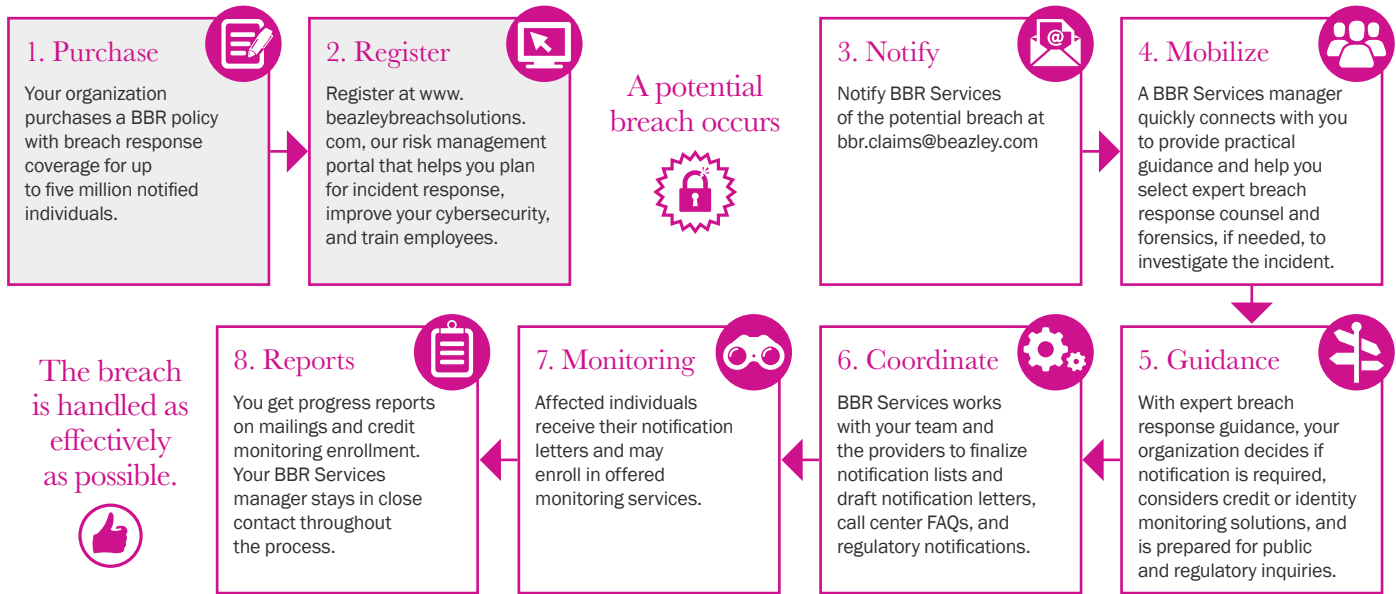 1. Purchase
Your organization
purchases a BBR policy
with breach response
coverage for up
to five million notified
individuals.
2. Register
Register at www.
beazleybreachsolutions.
com, our risk management
portal that helps you plan
for incident response,
improve your cybersecurity,
and train employees.
A potential
breach occurs
3. Notify
Notify BBR Services
of the potential breach at
bbr.claims@beazley.com
4. Mobilize
A BBR Services manager
quickly connects with you
to provide practical
guidance and help you
select expert breach
response counsel and
forensics, if needed, to
investigate the incident.
5. Guidance
With expert breach
response guidance, your
organization decides if
notification is required,
considers credit or identity
monitoring solutions, and
is prepared for public
and regulatory inquiries.
6. Coordinate
BBR Services works
with your team and
the providers to finalize
notification lists and
draft notification letters,
call center FAQs, and
regulatory notifications.
7. Monitoring
Affected individuals
receive their notification
letters and may
enroll in offered
monitoring services.
8. Reports
You get progress reports
on mailings and credit
monitoring enrollment.
Your BBR Services
manager stays in close
contact throughout
the process.
The breach
is handled as
effectively
as possible.